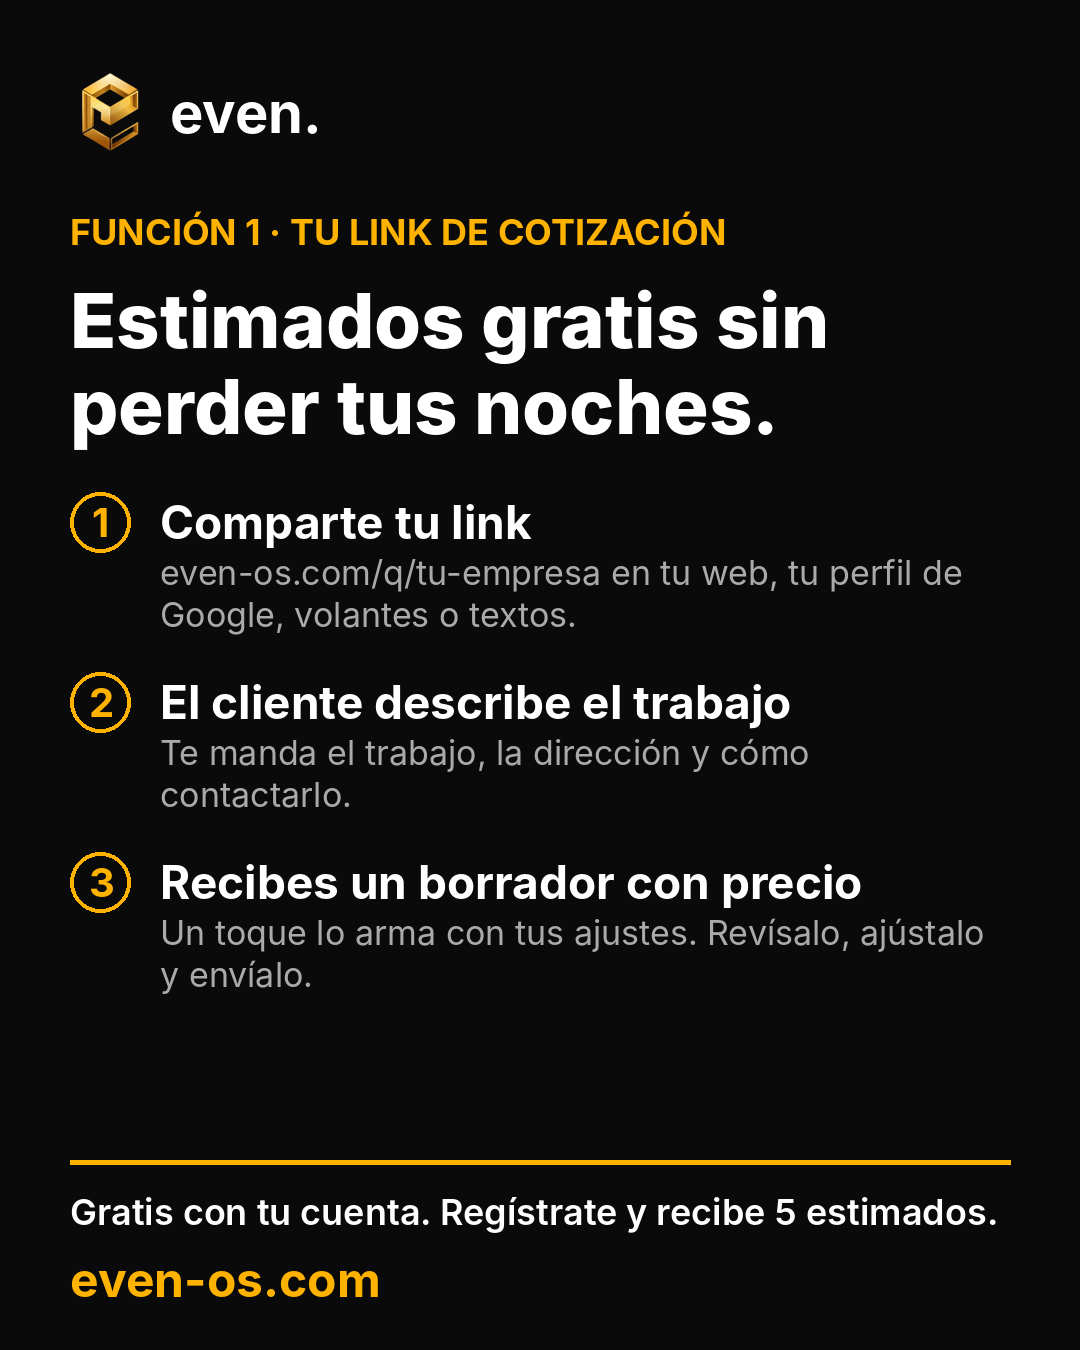 even.
FUNCIÓN 1 · TU LINK DE COTIZACIÓN
Estimados gratis sin
perder tus noches.
1 Comparte tu link
even-os.com/q/tu-empresa en tu web, tu perfil de
Google, volantes o textos.
2 El cliente describe el trabajo
Te manda el trabajo, la dirección y cómo
contactarlo.
3 Recibes un borrador con precio
Un toque lo arma con tus ajustes. Revísalo, ajústalo
y envíalo.
Gratis con tu cuenta. Regístrate y recibe 5 estimados.
even-os.com